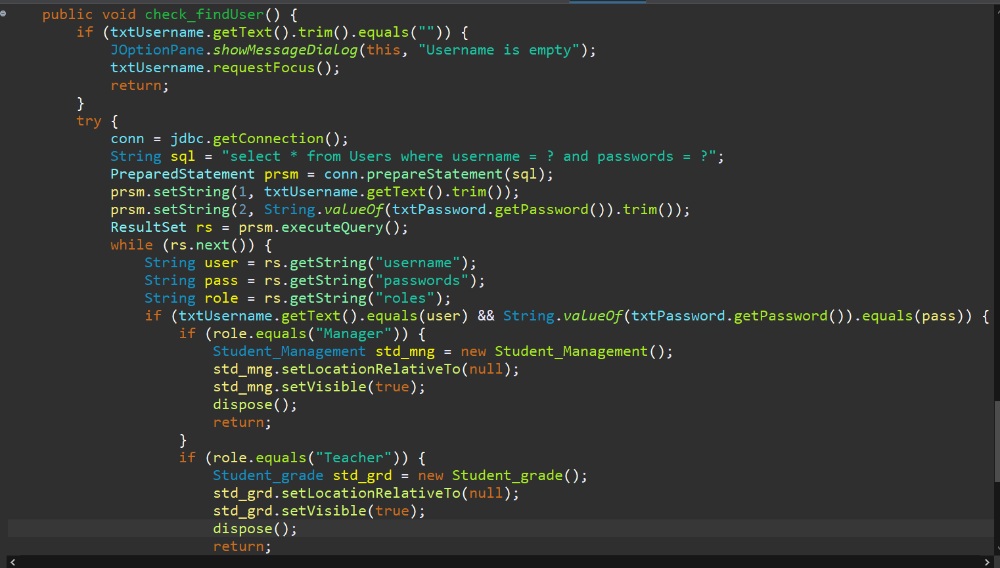 public void check_findUser() {
    if (txtUsername.getText().trim().equals("")) {
        JOptionPane.showMessageDialog(this, "Username is empty");
        txtUsername.requestFocus();
        return;
    }
    try {
        conn = jdbc.getConnection();
        String sql = "select * from Users where username = ? and passwords = ?";
        PreparedStatement prsm = conn.prepareStatement(sql);
        prsm.setString(1, txtUsername.getText().trim());
        prsm.setString(2, String.valueOf(txtPassword.getPassword()).trim());
        ResultSet rs = prsm.executeQuery();
        while (rs.next()) {
            String user = rs.getString("username");
            String pass = rs.getString("passwords");
            String role = rs.getString("roles");
            if (txtUsername.getText().equals(user) && String.valueOf(txtPassword.getPassword()).equals(pass)) {
                if (role.equals("Manager")) {
                    Student_Management std_mng = new Student_Management();
                    std_mng.setLocationRelativeTo(null);
                    std_mng.setVisible(true);
                    dispose();
                    return;
                }
                if (role.equals("Teacher")) {
                    Student_grade std_grd = new Student_grade();
                    std_grd.setLocationRelativeTo(null);
                    std_grd.setVisible(true);
                    dispose();
                    return;